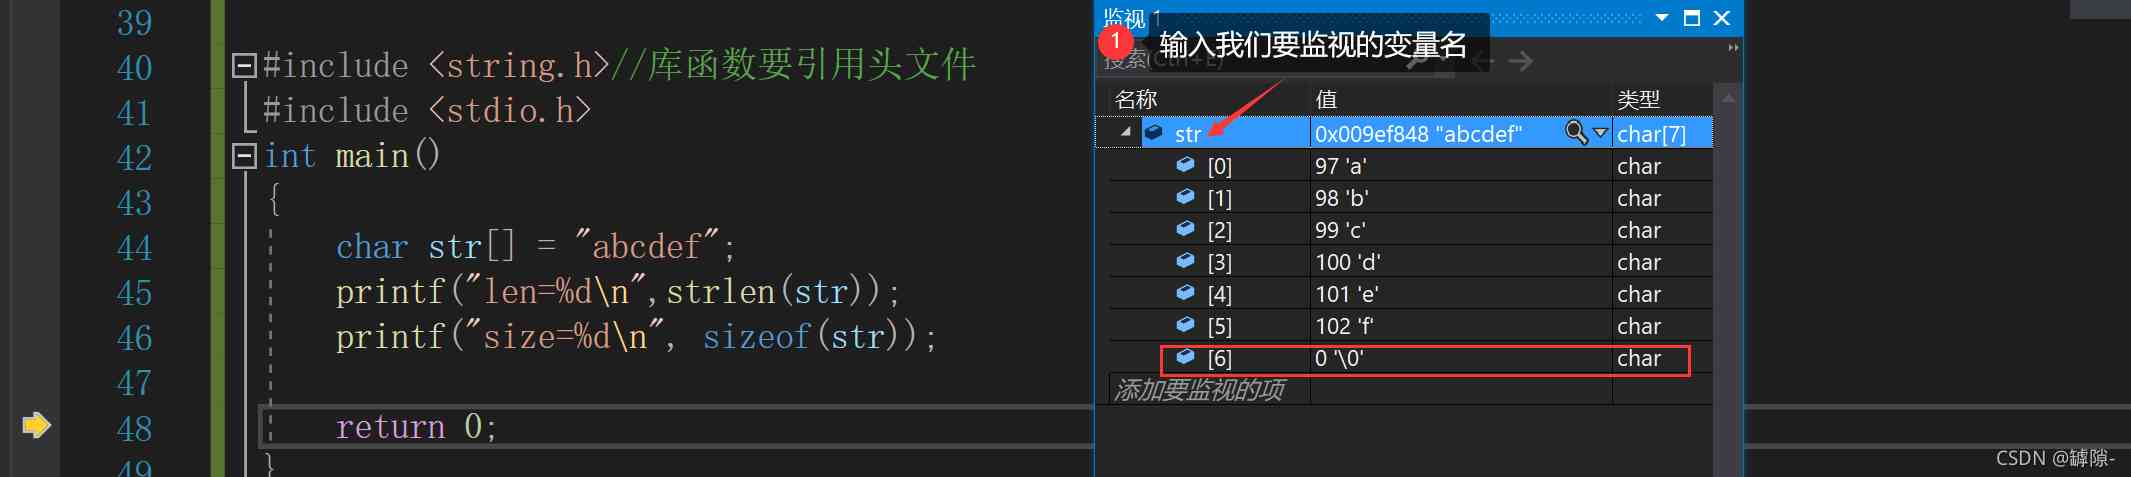 39
40 #include <string.h>//库函数要引用头文件
41 #include <stdio.h>
42 int main()
43 {
44 char str[] = "abcdef";
45 printf("len=%d\n",strlen(str));
46 printf("size=%d\n", sizeof(str));
47
48 return 0;
49 }
监视 1
1 输入我们要监视的变量名
搜索(Ctrl+E)
名称 值 类型
str 0x009ef848 "abcdef" char[7]
[0] 97 'a' char
[1] 98 'b' char
[2] 99 'c' char
[3] 100 'd' char
[4] 101 'e' char
[5] 102 'f' char
[6] 0 '\0' char
添加要监视的项
CSDN @罅隙-